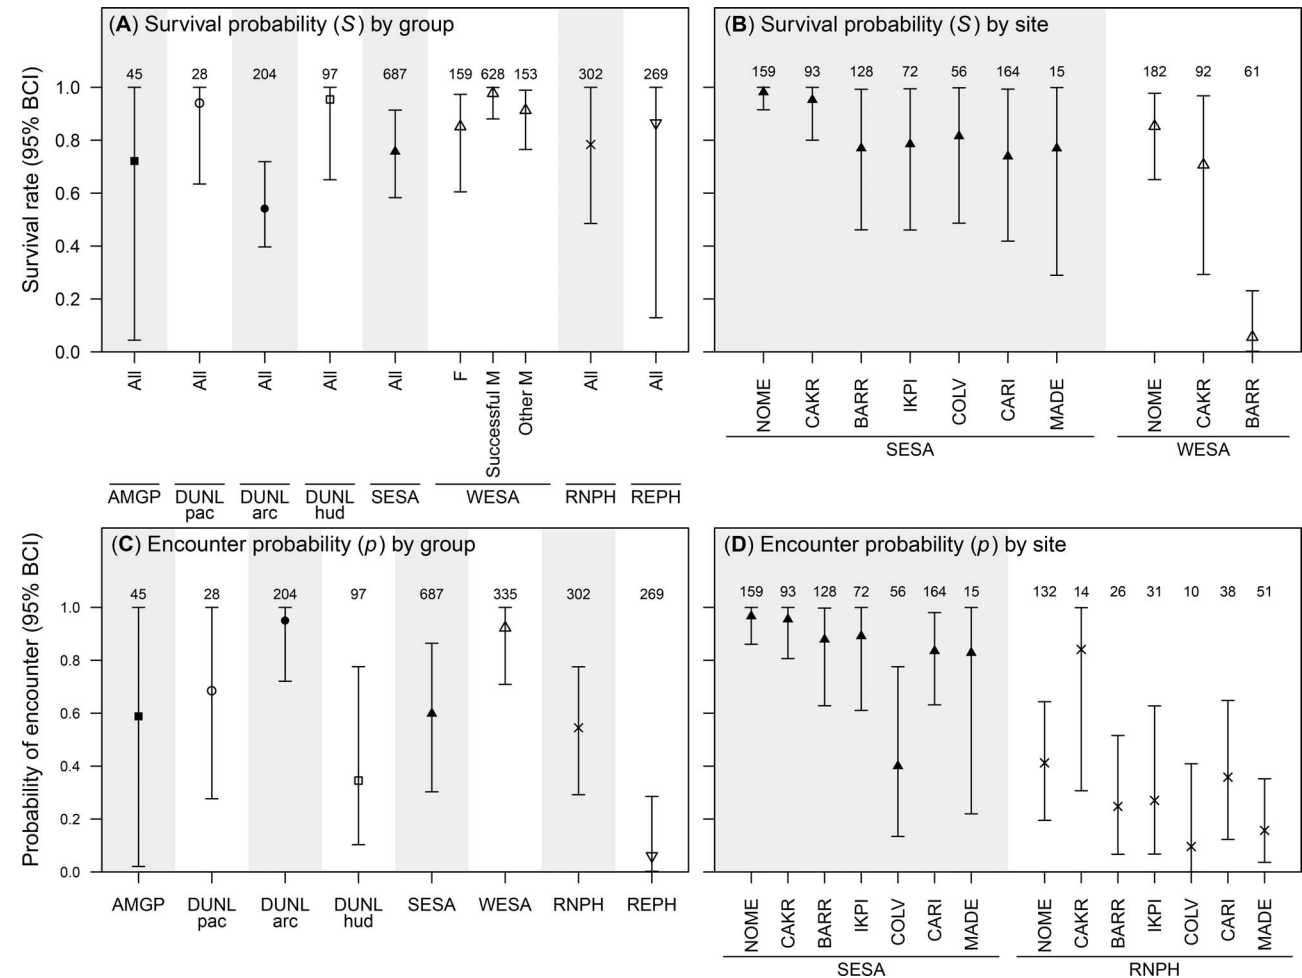 (A) Survival probability (S) by group
45 28 204 97 687 159 628 153 302 269
Survival rate (95% BCI)
1.0
0.8
0.6
0.4
0.2
0.0
All All All All All F Successful M Other M All All
AMGP DUNL pac DUNL arc DUNL hud SESA WESA RNPH REPH
(B) Survival probability (S) by site
159 93 128 72 56 164 15 182 92 61
NOME CAKR BARR IKPI COLV CARI MADE NOME CAKR BARR
SESA WESA
(C) Encounter probability (p) by group
45 28 204 97 687 335 302 269
Probability of encounter (95% BCI)
1.0
0.8
0.6
0.4
0.2
0.0
AMGP DUNL pac DUNL arc DUNL hud SESA WESA RNPH REPH
(D) Encounter probability (p) by site
159 93 128 72 56 164 15 132 14 26 31 10 38 51
NOME CAKR BARR IKPI COLV CARI MADE NOME CAKR BARR IKPI COLV CARI MADE
SESA RNPH